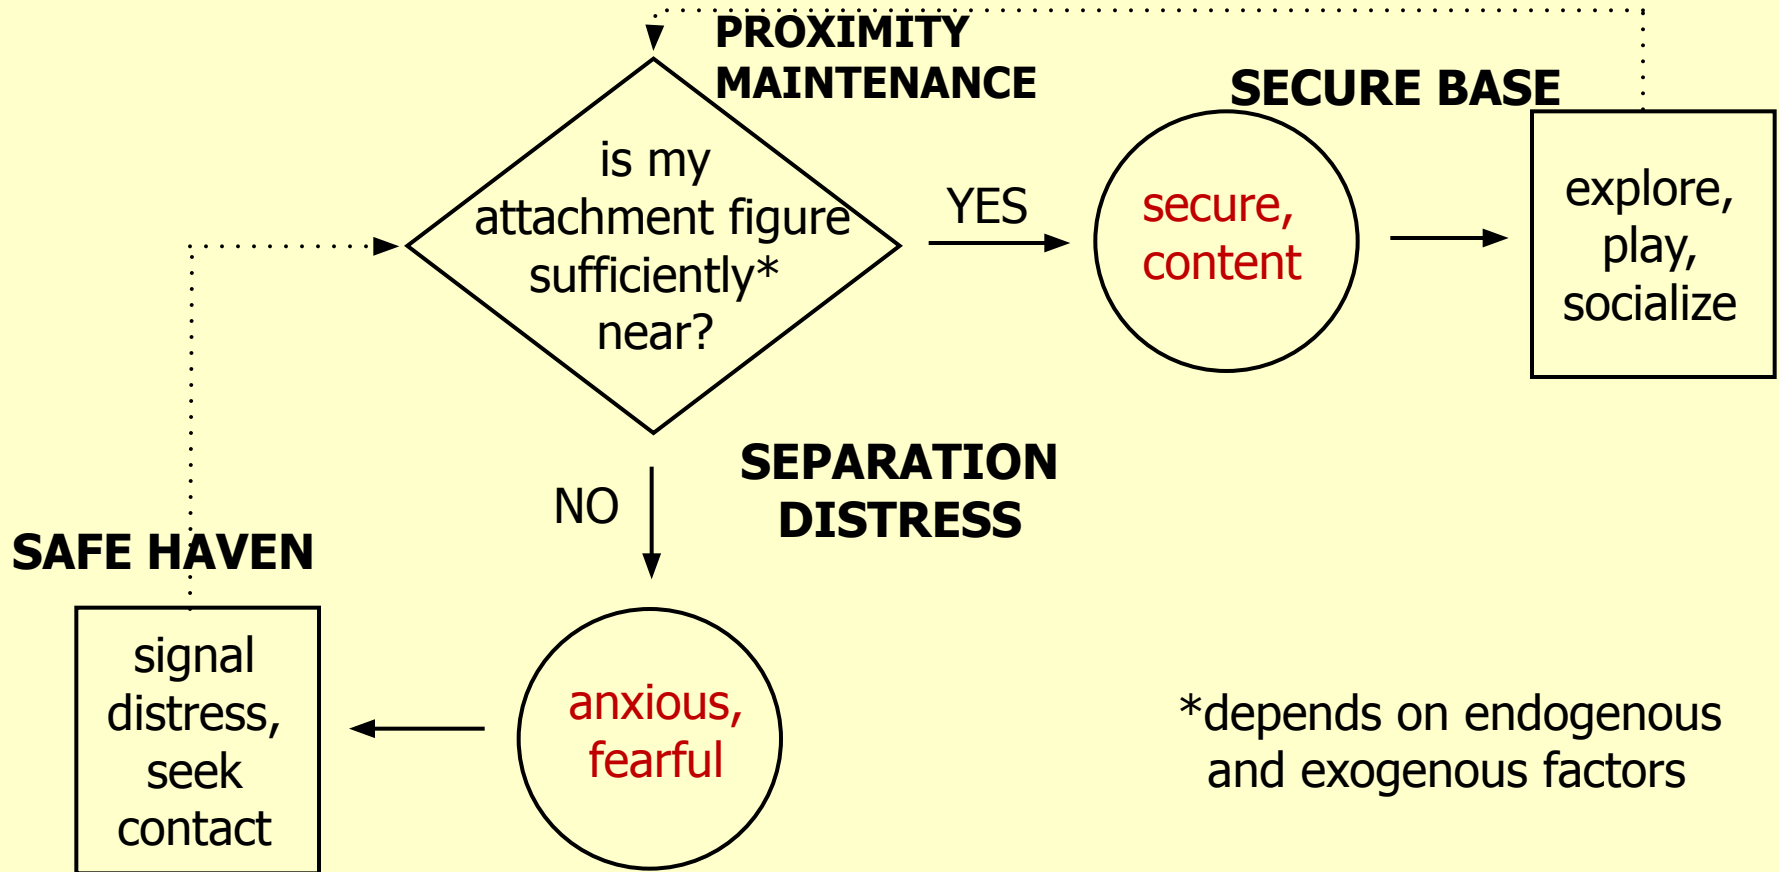 PROXIMITY
MAINTENANCE
SECURE BASE
is my
attachment figure
sufficiently*
near?
YES
secure,
content
explore,
play,
socialize
SEPARATION
DISTRESS
NO
SAFE HAVEN
signal
distress,
seek
contact
anxious,
fearful
*depends on endogenous
and exogenous factors